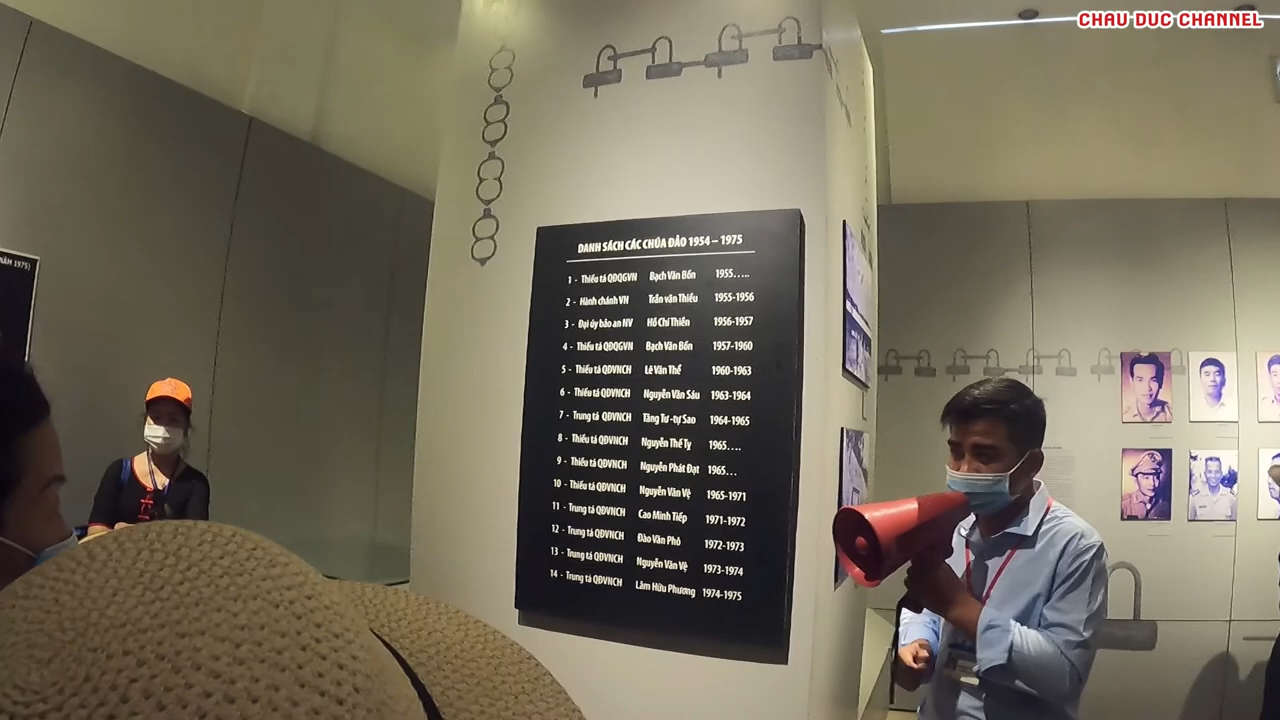 CHAU DUC CHANNEL
NĂM 1975)
DANH SÁCH CÁC CHÚA ĐẢO 1954 – 1975
1 - Thiếu tá QĐQGVN Bạch Văn Bốn 1955.....
2 - Hành chánh VN Trần văn Thiều 1955-1956
3 - Đại úy bảo an NV Hồ Chí Thiền 1956-1957
4 - Thiếu tá QĐQGVN Bạch Văn Bốn 1957-1960
5 - Thiếu tá QĐVNCH Lê Văn Thể 1960-1963
6 - Thiếu tá QĐVNCH Nguyễn Văn Sáu 1963-1964
7 - Trung tá QĐVNCH Tăng Tư-tự Sao 1964-1965
8 - Thiếu tá QĐVNCH Nguyễn Thế Tỵ 1965....
9 - Thiếu tá QĐVNCH Nguyễn Phát Đạt 1965...
10 - Thiếu tá QĐVNCH Nguyễn Văn Vệ 1965-1971
11 - Trung tá QĐVNCH Cao Minh Tiếp 1971-1972
12 - Trung tá QĐVNCH Đào Văn Phô 1972-1973
13 - Trung tá QĐVNCH Nguyễn Văn Vệ 1973-1974
14 - Trung tá QĐVNCH Lâm Hữu Phương 1974-1975